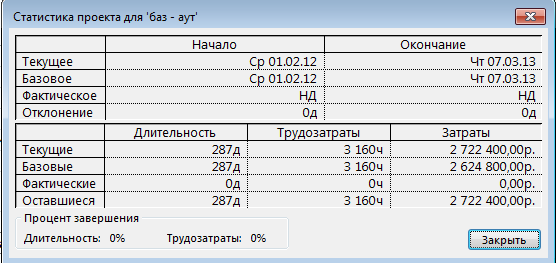 Статистика проекта для 'баз - аут'
Начало Окончание
Текущее Ср 01.02.12 Чт 07.03.13
Базовое Ср 01.02.12 Чт 07.03.13
Фактическое НД НД
Отклонение 0д 0д
Длительность Трудозатраты Затраты
Текущие 287д 3 160ч 2 722 400,00р.
Базовые 287д 3 160ч 2 624 800,00р.
Фактические 0д 0ч 0,00р.
Оставшиеся 287д 3 160ч 2 722 400,00р.
Процент завершения
Длительность: 0% Трудозатраты: 0% Закрыть